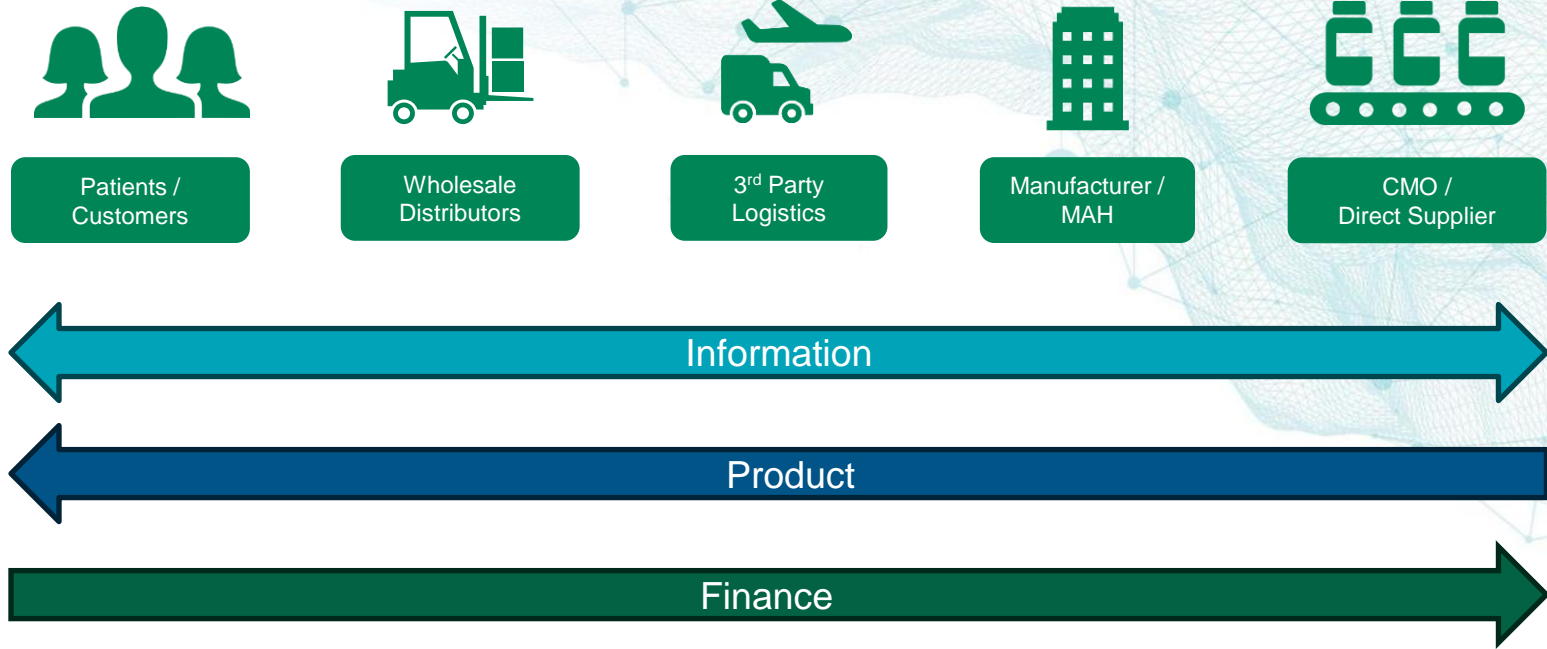 Patients /
Customers
Wholesale
Distributors
3rd Party
Logistics
Manufacturer /
MAH
CMO /
Direct Supplier
Information
Product
Finance